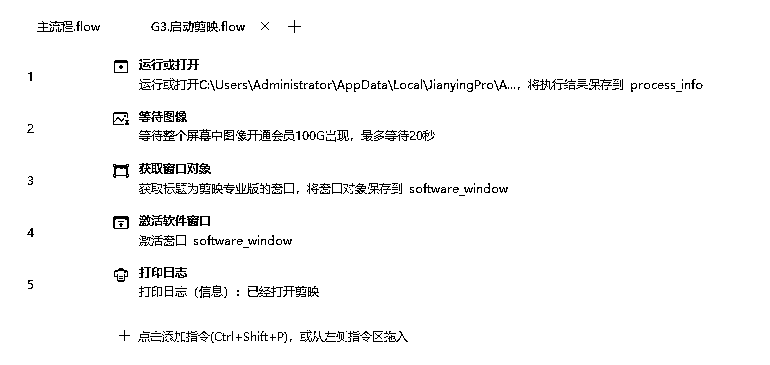 主流程.flow G3.启动剪映.flow × +
1 运行或打开
运行或打开C:\Users\Administrator\AppData\Local\JianyingPro\A...，将执行结果保存到 process_info
2 等待图像
等待整个屏幕中图像开通会员100G出现，最多等待20秒
3 获取窗口对象
获取标题为剪映专业版的窗口，将窗口对象保存到 software_window
4 激活软件窗口
激活窗口 software_window
5 打印日志
打印日志（信息）：已经打开剪映
+ 点击添加指令(Ctrl+Shift+P)，或从左侧指令区拖入